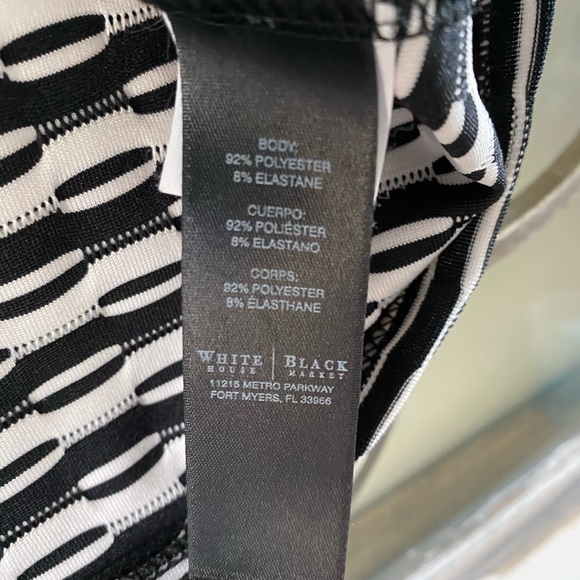 BODY:
92% POLYESTER
8% ELASTANE
CUERPO:
92% POLIÉSTER
8% ELASTANO
CORPS:
92% POLYESTER
8% ÉLASTHANE
WHITE | BLACK
HOUSE MARKET
11215 METRO PARKWAY
FORT MYERS, FL 33966